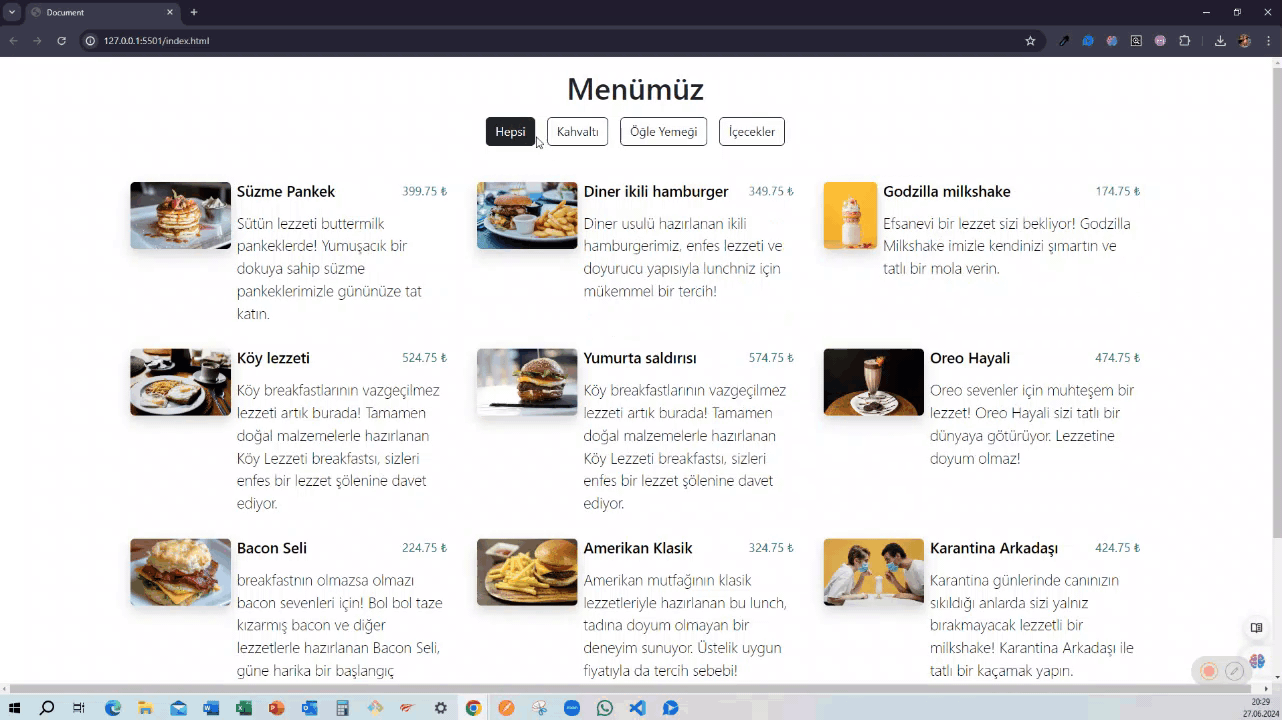 Document
127.0.0.1:5501/index.html
Menümüz
Hepsi
Kahvaltı
Öğle Yemeği
İçecekler
Süzme Pankek
399.75 ₺
Sütün lezzeti buttermilk
pankeklerde! Yumuşacık bir
dokuya sahip süzme
pankeklerimizle gününüze tat
katın.
Diner ikili hamburger
349.75 ₺
Diner usulü hazırlanan ikili
hamburgerimiz, enfes lezzeti ve
doyurucu yapısıyla lunchniz için
mükemmel bir tercih!
Godzilla milkshake
174.75 ₺
Efsanevi bir lezzet sizi bekliyor! Godzilla
Milkshake imizle kendinizi şımartın ve
tatlı bir mola verin.
Köy lezzeti
524.75 ₺
Köy breakfastlarının vazgeçilmez
lezzeti artık burada! Tamamen
doğal malzemelerle hazırlanan
Köy Lezzeti breakfastsı, sizleri
enfes bir lezzet şölenine davet
ediyor.
Yumurta saldırısı
574.75 ₺
Köy breakfastlarının vazgeçilmez
lezzeti artık burada! Tamamen
doğal malzemelerle hazırlanan
Köy Lezzeti breakfastsı, sizleri
enfes bir lezzet şölenine davet
ediyor.
Oreo Hayali
474.75 ₺
Oreo sevenler için muhteşem bir
lezzet! Oreo Hayali sizi tatlı bir
dünyaya götürüyor. Lezzetine
doyum olmaz!
Bacon Seli
224.75 ₺
breakfastnın olmazsa olmazı
bacon sevenleri için! Bol bol taze
kızarmış bacon ve diğer
lezzetlerle hazırlanan Bacon Seli,
güne harika bir başlangıç
Amerikan Klasik
324.75 ₺
Amerikan mutfağının klasik
lezzetleriyle hazırlanan bu lunch,
tadına doyum olmayan bir
deneyim sunuyor. Üstelik uygun
fiyatıyla da tercih sebebi!
Karantina Arkadaşı
424.75 ₺
Karantina günlerinde canınızın
sıkıldığı anlarda sizi yalnız
bırakmayacak lezzetli bir
milkshake! Karantina Arkadaşı ile
tatlı bir kaçamak yapın.
20:29
27.06.2024